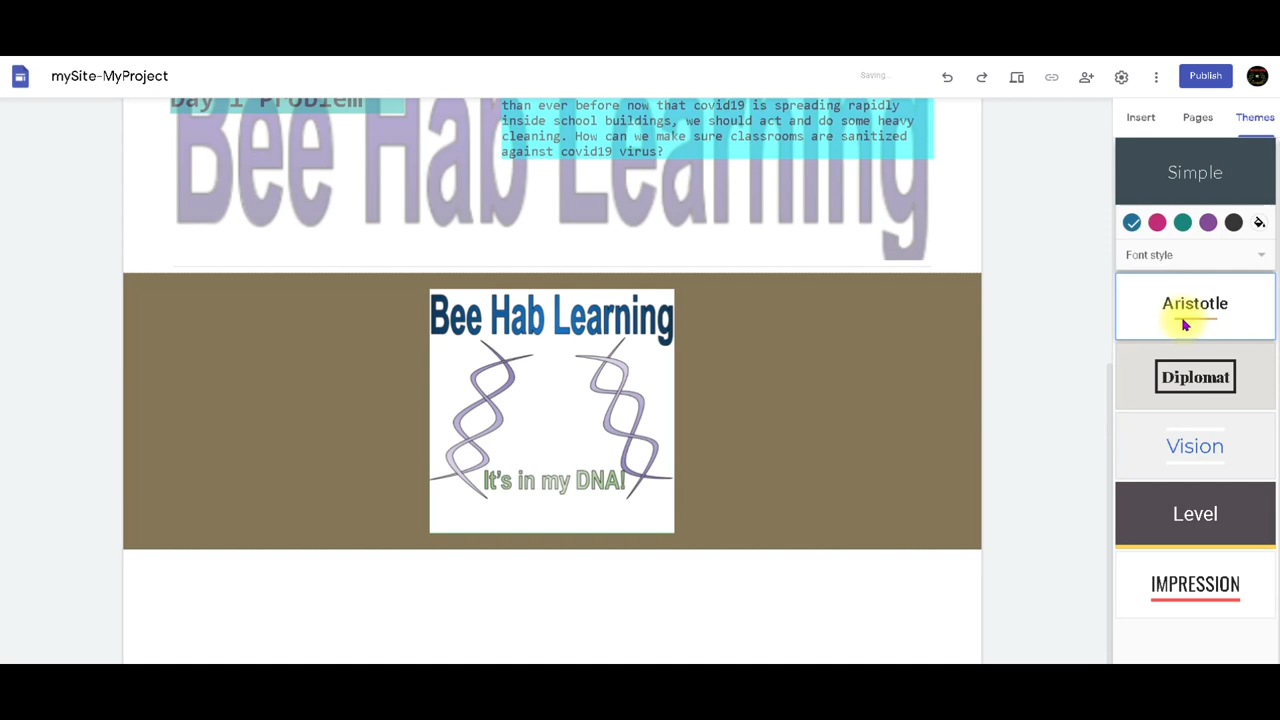 mySite-MyProject
Saving...
Publish
Insert
Pages
Themes
Day 1 Problem
than ever before now that covid19 is spreading rapidly
inside school buildings, we should act and do some heavy
cleaning. How can we make sure classrooms are sanitized
against covid19 virus?
Bee Hab Learning
Bee Hab Learning
It's in my DNA!
Simple
Font style
Aristotle
Diplomat
Vision
Level
IMPRESSION